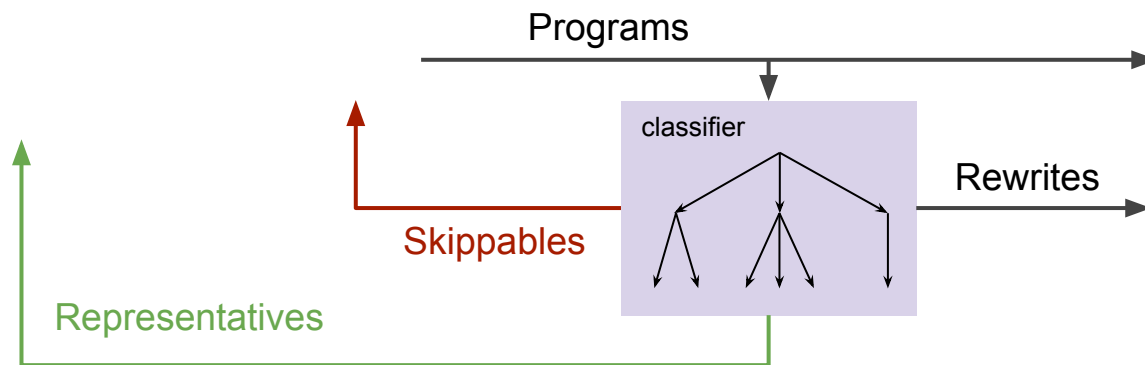 Programs
classifier
Rewrites
Skippables
Representatives